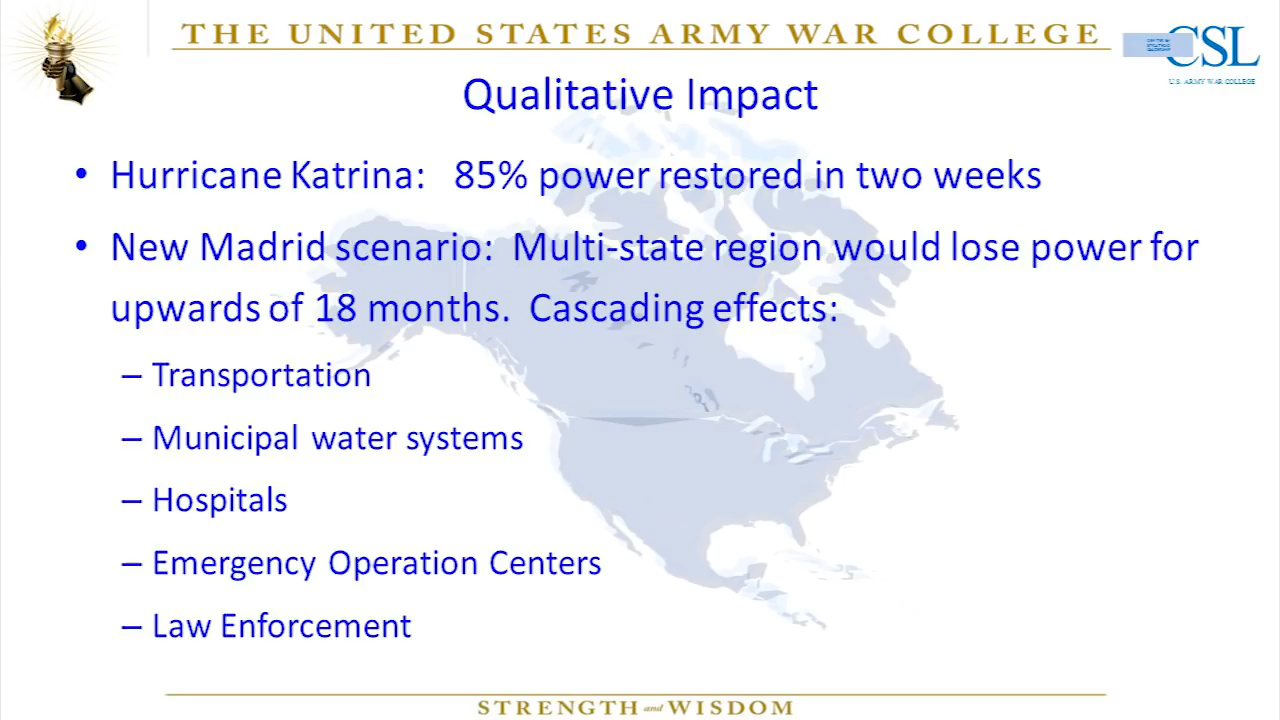 THE UNITED STATES ARMY WAR COLLEGE
CSL
U.S. ARMY WAR COLLEGE
Qualitative Impact
• Hurricane Katrina: 85% power restored in two weeks
• New Madrid scenario: Multi-state region would lose power for
upwards of 18 months. Cascading effects:
– Transportation
– Municipal water systems
– Hospitals
– Emergency Operation Centers
– Law Enforcement
STRENGTH and WISDOM